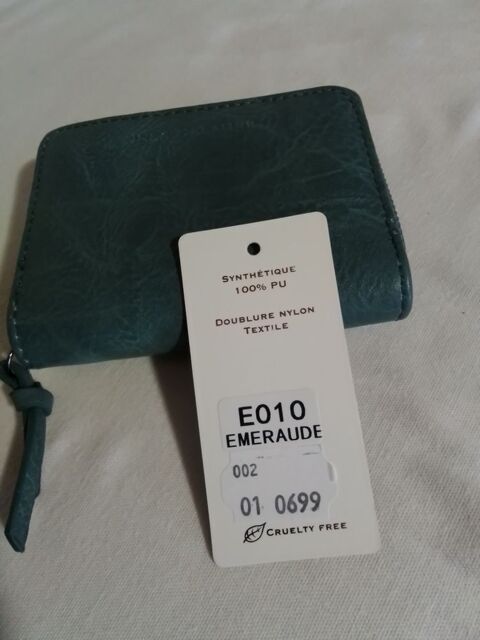 SYNTHÉTIQUE
100% PU
DOUBLURE NYLON
TEXTILE
E010
EMERAUDE
002
01 0699
CRUELTY FREE